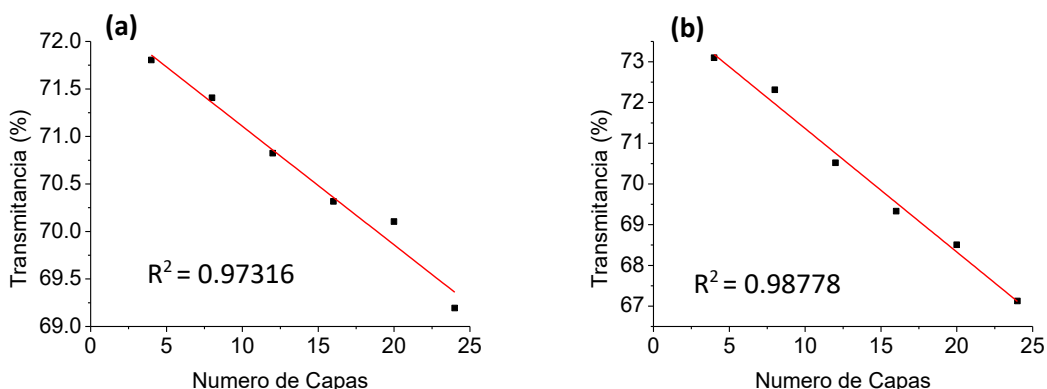 (a)
72.0
71.5
71.0
70.5
70.0
69.5
69.0
Transmitancia (%)
R² = 0.97316
0 5 10 15 20 25
Numero de Capas
(b)
73
72
71
70
69
68
67
Transmitancia (%)
R² = 0.98778
0 5 10 15 20 25
Numero de Capas